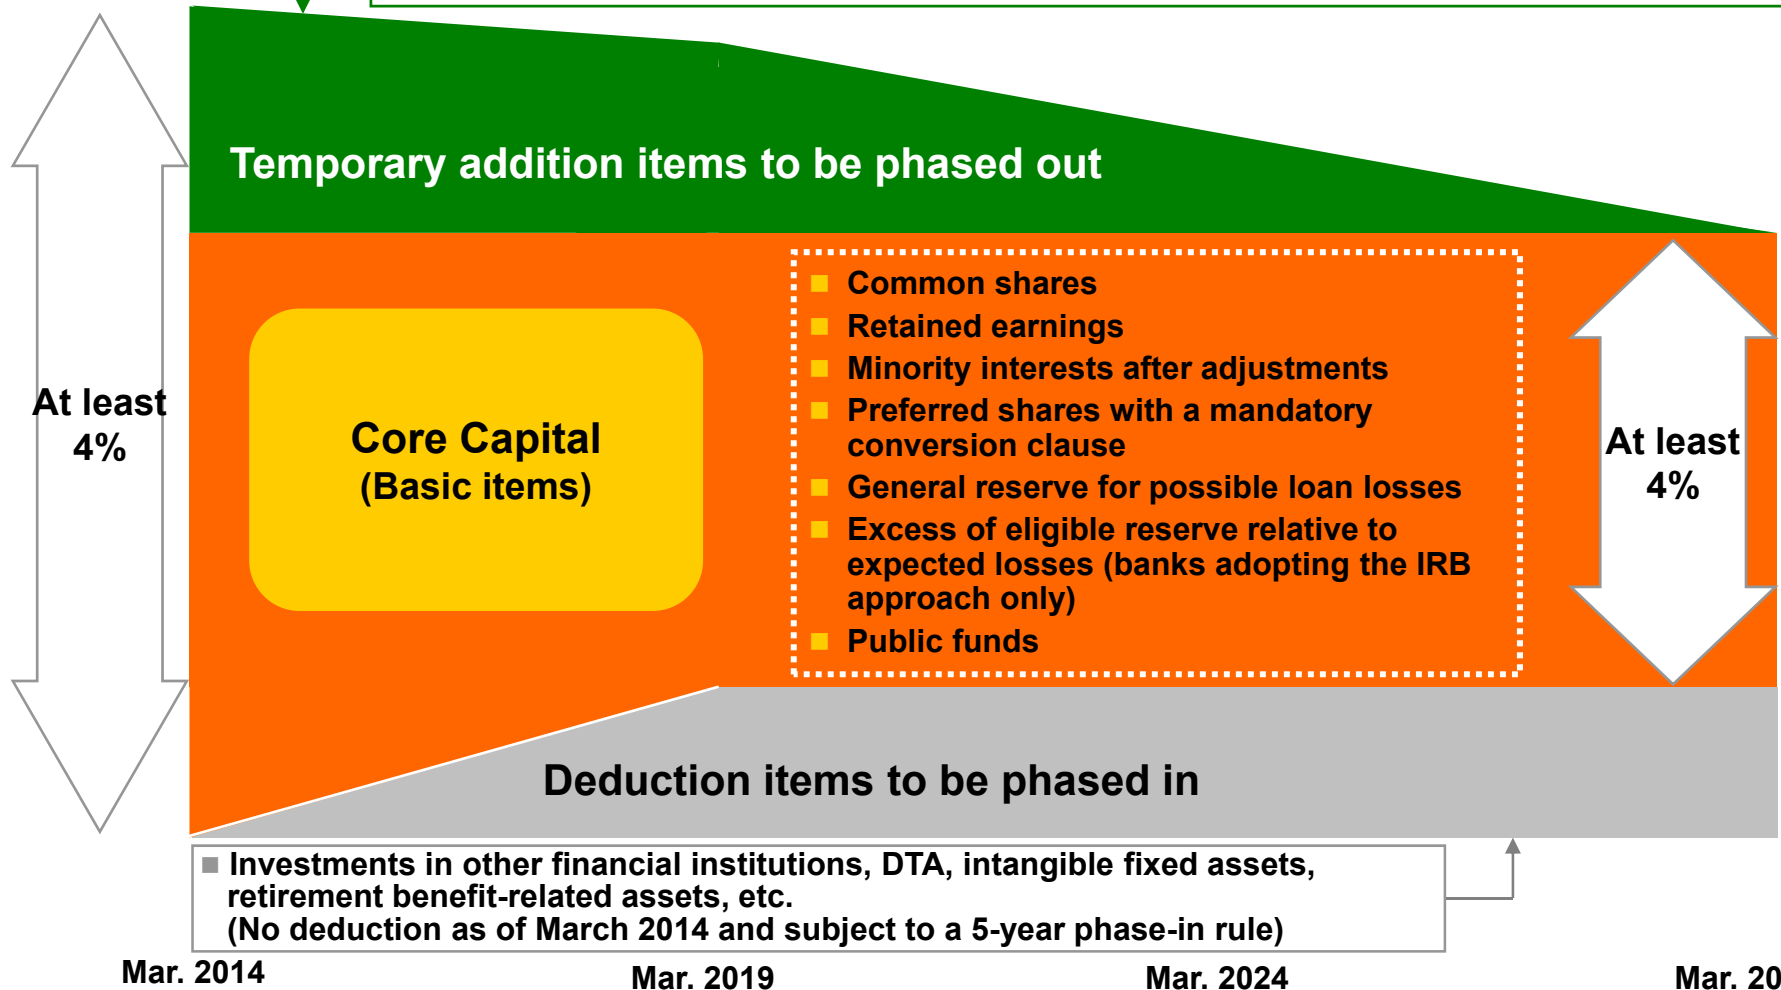 Temporary addition items to be phased out
Common shares
Retained earnings
Minority interests after adjustments
Preferred shares with a mandatory
conversion clause
General reserve for possible loan losses
Excess of eligible reserve relative to
expected losses (banks adopting the IRB
approach only)
Public funds
At least
4%
Core Capital
(Basic items)
At least
4%
Deduction items to be phased in
Investments in other financial institutions, DTA, intangible fixed assets,
retirement benefit-related assets, etc.
(No deduction as of March 2014 and subject to a 5-year phase-in rule)
Mar. 2014
Mar. 2019
Mar. 2024
Mar. 20